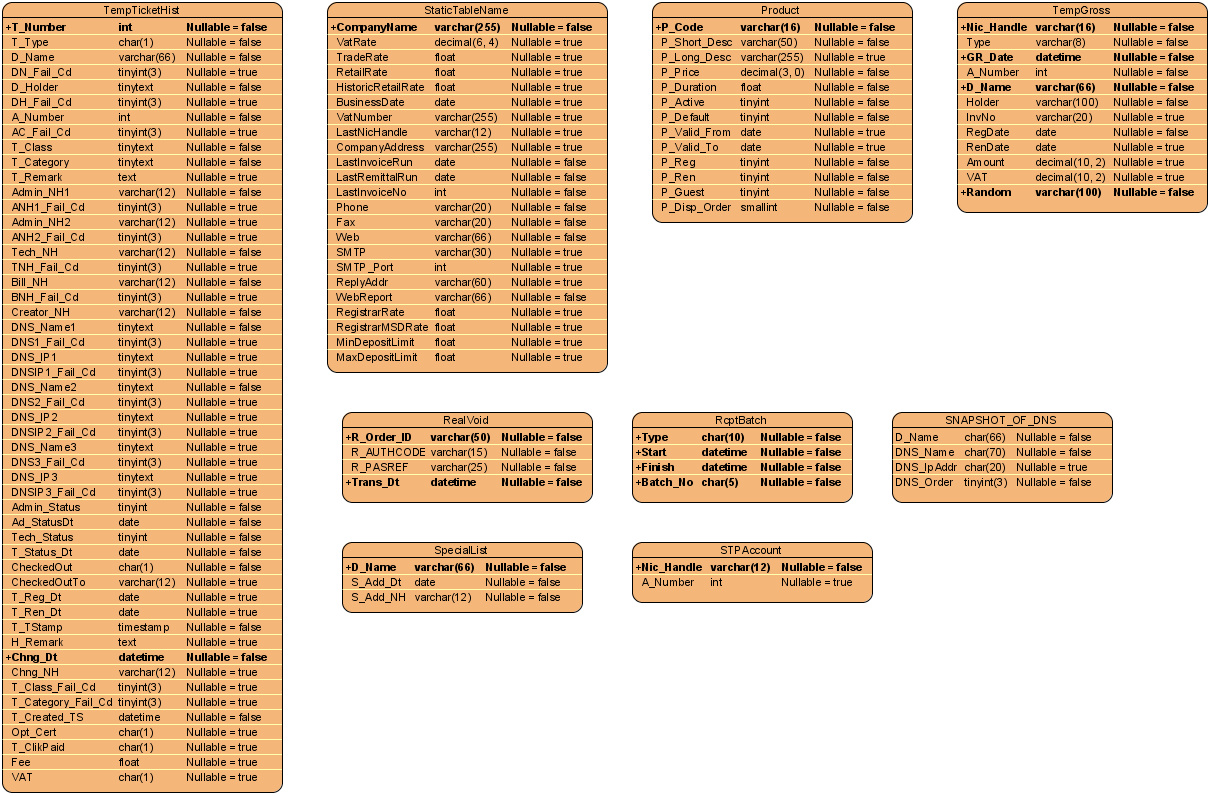 TempTicketHist
+T_Number int Nullable = false
T_Type char(1) Nullable = false
D_Name varchar(66) Nullable = false
DN_Fail_Cd tinyint(3) Nullable = true
D_Holder tinytext Nullable = false
DH_Fail_Cd tinyint(3) Nullable = true
A_Number int Nullable = false
AC_Fail_Cd tinyint(3) Nullable = true
T_Class tinytext Nullable = false
T_Category tinytext Nullable = false
T_Remark text Nullable = true
Admin_NH1 varchar(12) Nullable = false
ANH1_Fail_Cd tinyint(3) Nullable = true
Admin_NH2 varchar(12) Nullable = true
ANH2_Fail_Cd tinyint(3) Nullable = true
Tech_NH varchar(12) Nullable = false
TNH_Fail_Cd tinyint(3) Nullable = true
Bill_NH varchar(12) Nullable = false
BNH_Fail_Cd tinyint(3) Nullable = true
Creator_NH varchar(12) Nullable = true
DNS_Name1 tinytext Nullable = false
DNS1_Fail_Cd tinyint(3) Nullable = true
DNS_IP1 tinytext Nullable = true
DNSIP1_Fail_Cd tinyint(3) Nullable = true
DNS_Name2 tinytext Nullable = false
DNS2_Fail_Cd tinyint(3) Nullable = true
DNS_IP2 tinytext Nullable = true
DNSIP2_Fail_Cd tinyint(3) Nullable = true
DNS_Name3 tinytext Nullable = true
DNS3_Fail_Cd tinyint(3) Nullable = true
DNS_IP3 tinytext Nullable = true
DNSIP3_Fail_Cd tinyint(3) Nullable = true
Admin_Status tinyint Nullable = false
Ad_StatusDt date Nullable = false
Tech_Status tinyint Nullable = false
T_Status_Dt date Nullable = false
CheckedOut char(1) Nullable = false
CheckedOutTo varchar(12) Nullable = true
T_Reg_Dt date Nullable = true
T_Ren_Dt date Nullable = true
T_TStamp timestamp Nullable = false
H_Remark text Nullable = true
+Chng_Dt datetime Nullable = false
Chng_NH varchar(12) Nullable = true
T_Class_Fail_Cd tinyint(3) Nullable = true
T_Category_Fail_Cd tinyint(3) Nullable = true
T_Created_TS datetime Nullable = false
Opt_Cert char(1) Nullable = true
T_ClikPaid char(1) Nullable = true
Fee float Nullable = true
VAT char(1) Nullable = true
StaticTableName
+CompanyName varchar(255) Nullable = false
VatRate decimal(6, 4) Nullable = true
TradeRate float Nullable = true
RetailRate float Nullable = true
HistoricRetailRate float Nullable = true
BusinessDate date Nullable = true
VatNumber varchar(255) Nullable = true
LastNicHandle varchar(12) Nullable = true
CompanyAddress varchar(255) Nullable = true
LastInvoiceRun date Nullable = false
LastRemittalRun date Nullable = false
LastInvoiceNo int Nullable = false
Phone varchar(20) Nullable = false
Fax varchar(20) Nullable = false
Web varchar(66) Nullable = false
SMTP varchar(30) Nullable = true
SMTP_Port int Nullable = true
ReplyAddr varchar(60) Nullable = true
WebReport varchar(66) Nullable = false
RegistrarRate float Nullable = true
RegistrarMSDRate float Nullable = true
MinDepositLimit float Nullable = true
MaxDepositLimit float Nullable = true
Product
+P_Code varchar(16) Nullable = false
P_Short_Desc varchar(50) Nullable = false
P_Long_Desc varchar(255) Nullable = true
P_Price decimal(3, 0) Nullable = false
P_Duration float Nullable = false
P_Active tinyint Nullable = false
P_Default tinyint Nullable = false
P_Valid_From date Nullable = true
P_Valid_To date Nullable = true
P_Reg tinyint Nullable = false
P_Ren tinyint Nullable = false
P_Guest tinyint Nullable = false
P_Disp_Order smallint Nullable = false
TempGross
+Nic_Handle varchar(16) Nullable = false
Type varchar(8) Nullable = false
+GR_Date datetime Nullable = false
A_Number int Nullable = false
+D_Name varchar(66) Nullable = false
Holder varchar(100) Nullable = false
InvNo varchar(20) Nullable = true
RegDate date Nullable = false
RenDate date Nullable = true
Amount decimal(10, 2) Nullable = true
VAT decimal(10, 2) Nullable = true
+Random varchar(100) Nullable = false
RealVoid
+R_Order_ID varchar(50) Nullable = false
R_AUTHCODE varchar(15) Nullable = false
R_PASREF varchar(25) Nullable = false
+Trans_Dt datetime Nullable = false
RcptBatch
+Type char(10) Nullable = false
+Start datetime Nullable = false
+Finish datetime Nullable = false
+Batch_No char(5) Nullable = false
SNAPSHOT_OF_DNS
D_Name char(66) Nullable = false
DNS_Name char(70) Nullable = false
DNS_IpAddr char(20) Nullable = true
DNS_Order tinyint(3) Nullable = false
SpecialList
+D_Name varchar(66) Nullable = false
S_Add_Dt date Nullable = false
S_Add_NH varchar(12) Nullable = false
STPAccount
+Nic_Handle varchar(12) Nullable = false
A_Number int Nullable = true